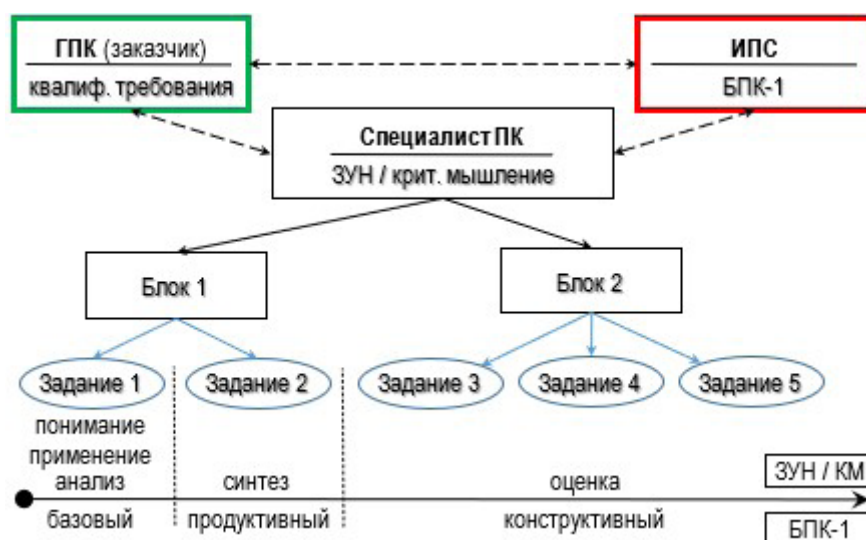 ГПК (заказчик)
квалиф. требования
ИПС
БПК-1
Специалист ПК
ЗУН / крит. мышление
Блок 1
Блок 2
Задание 1
Задание 2
Задание 3
Задание 4
Задание 5
понимание
применение
анализ
синтез
оценка
ЗУН / КМ
базовый
продуктивный
конструктивный
БПК-1